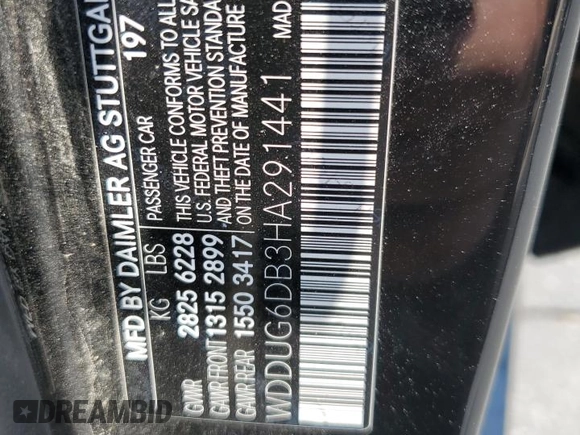 MFD BY DAIMLER AG STUTTGAR
197
KG LBS PASSENGER CAR
GVWR 2825 6228
GAWR FRONT 1315 2899
GAWR REAR 1550 3417
THIS VEHICLE CONFORMS TO ALL
U.S. FEDERAL MOTOR VEHICLE SA
AND THEFT PREVENTION STANDAR
ON THE DATE OF MANUFACTURE
MAD
WDDUG6DB3HA291441
DREAMBID